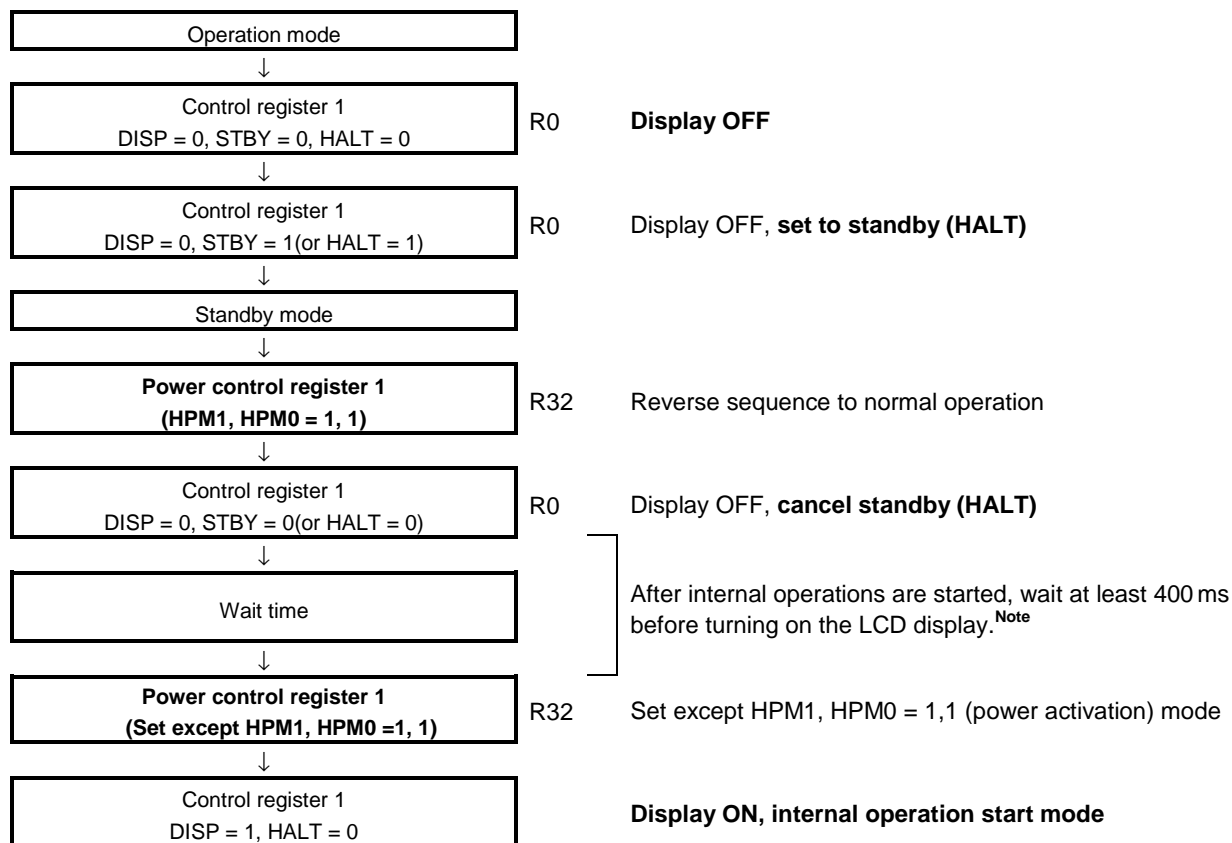 Operation mode
↓
Control register 1
DISP = 0, STBY = 0, HALT = 0
R0
Display OFF
↓
Control register 1
DISP = 0, STBY = 1(or HALT = 1)
R0
Display OFF, set to standby (HALT)
↓
Standby mode
↓
Power control register 1
(HPM1, HPM0 = 1, 1)
R32
Reverse sequence to normal operation
↓
Control register 1
DISP = 0, STBY = 0(or HALT = 0)
R0
Display OFF, cancel standby (HALT)
↓
Wait time
After internal operations are started, wait at least 400 ms
before turning on the LCD display.Note
↓
Power control register 1
(Set except HPM1, HPM0 =1, 1)
R32
Set except HPM1, HPM0 = 1,1 (power activation) mode
↓
Control register 1
DISP = 1, HALT = 0
Display ON, internal operation start mode